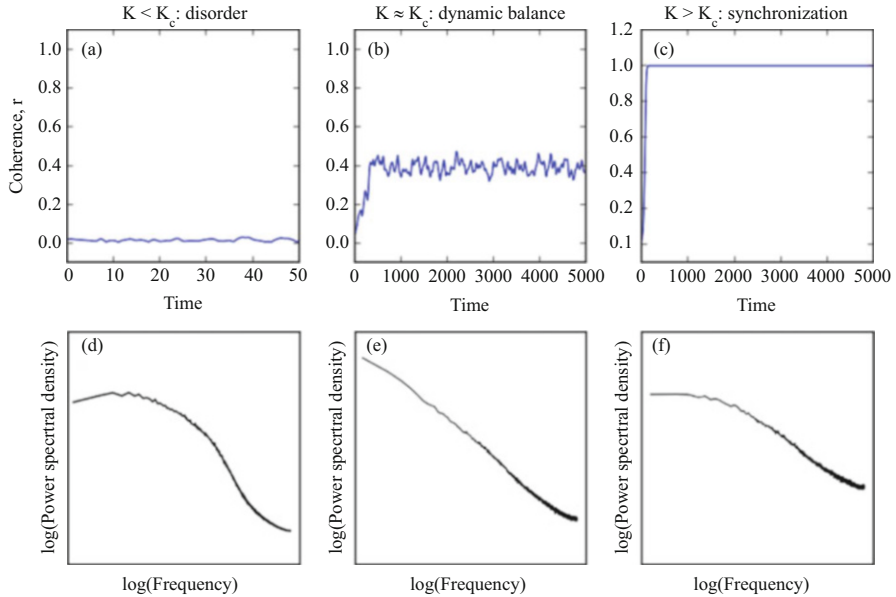 K < Kc: disorder
K ≈ Kc: dynamic balance
K > Kc: synchronization
Coherence, r
(a)
1.0
0.8
0.6
0.4
0.2
0.0
0 10 20 30 40 50
Time
(b)
1.0
0.8
0.6
0.4
0.2
0.0
0 1000 2000 3000 4000 5000
Time
(c)
1.2
1.0
0.8
0.6
0.4
0.2
0.1
0 1000 2000 3000 4000 5000
Time
(d)
log(Power specrtral density)
log(Frequency)
(e)
log(Power specrtral density)
log(Frequency)
(f)
log(Power specrtral density)
log(Frequency)